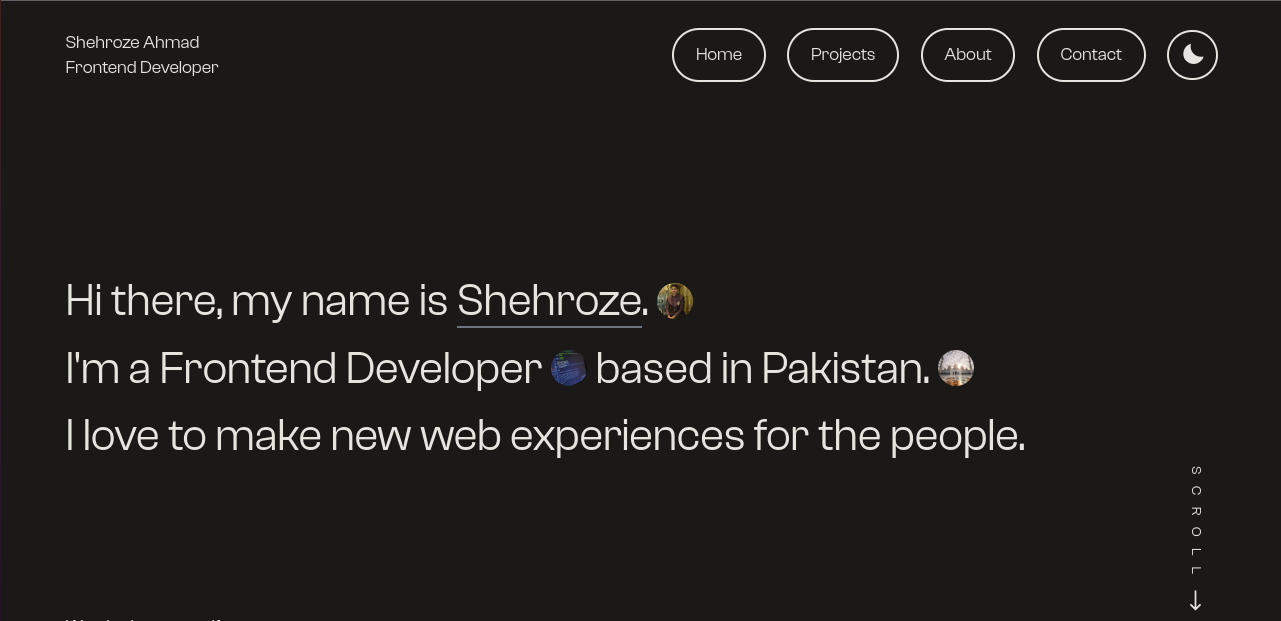 Shehroze Ahmad
Frontend Developer
Home
Projects
About
Contact
Hi there, my name is Shehroze.
I'm a Frontend Developer based in Pakistan.
I love to make new web experiences for the people.
SCROLL